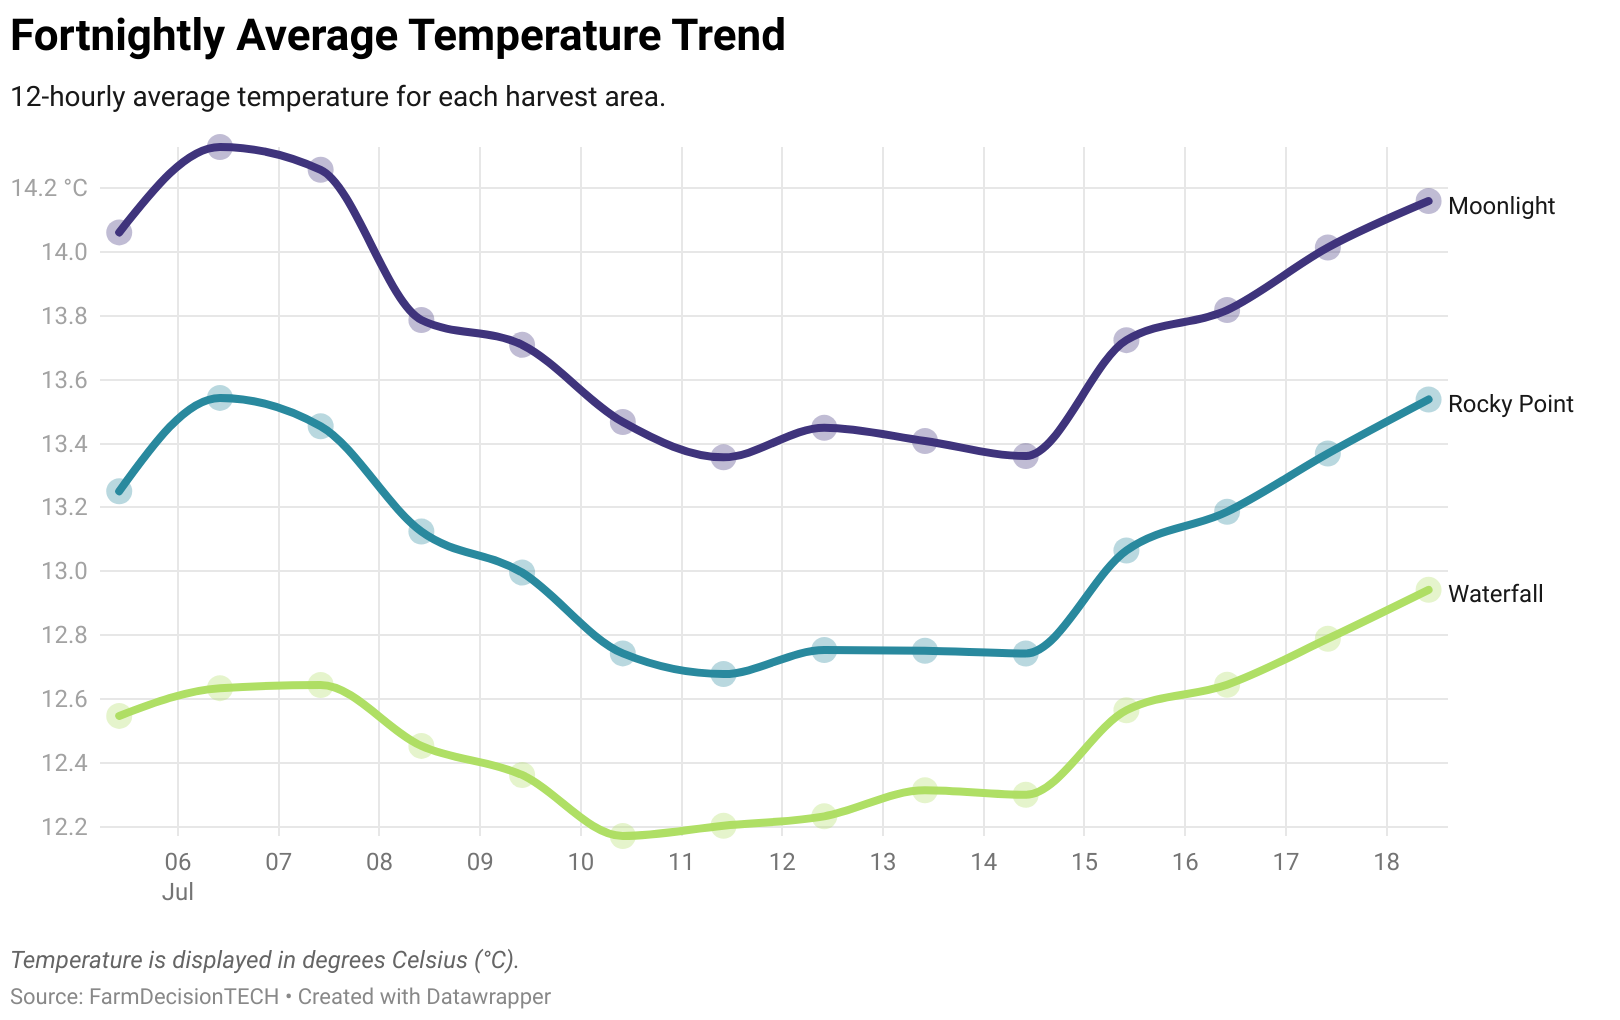 Fortnightly Average Temperature Trend
12-hourly average temperature for each harvest area.
14.2 °C
14.0
13.8
13.6
13.4
13.2
13.0
12.8
12.6
12.4
12.2
Moonlight
Rocky Point
Waterfall
06 07 08 09 10 11 12 13 14 15 16 17 18
Jul
Temperature is displayed in degrees Celsius (°C).
Source: FarmDecisionTECH • Created with Datawrapper